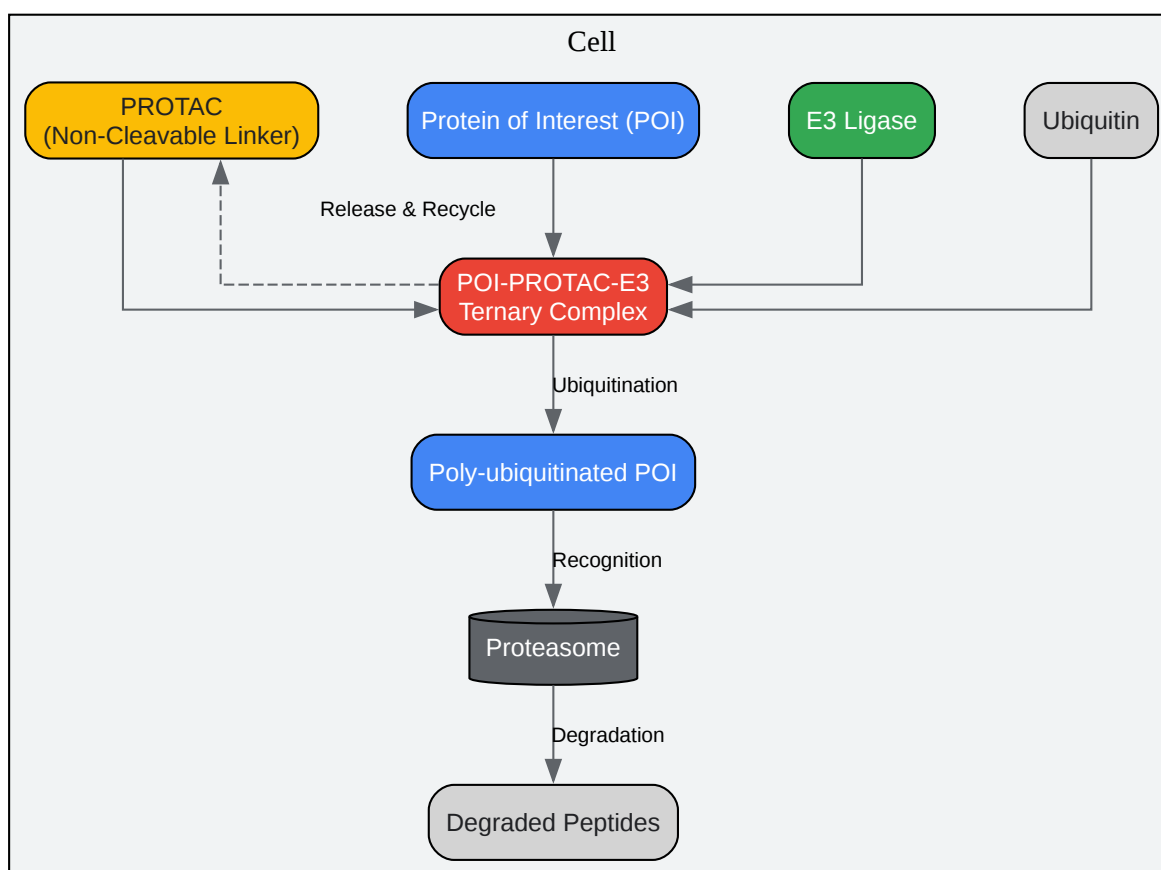 Cell
PROTAC
(Non-Cleavable Linker)
Protein of Interest (POI)
E3 Ligase
Ubiquitin
Release & Recycle
POI-PROTAC-E3
Ternary Complex
Ubiquitination
Poly-ubiquitinated POI
Recognition
Proteasome
Degradation
Degraded Peptides